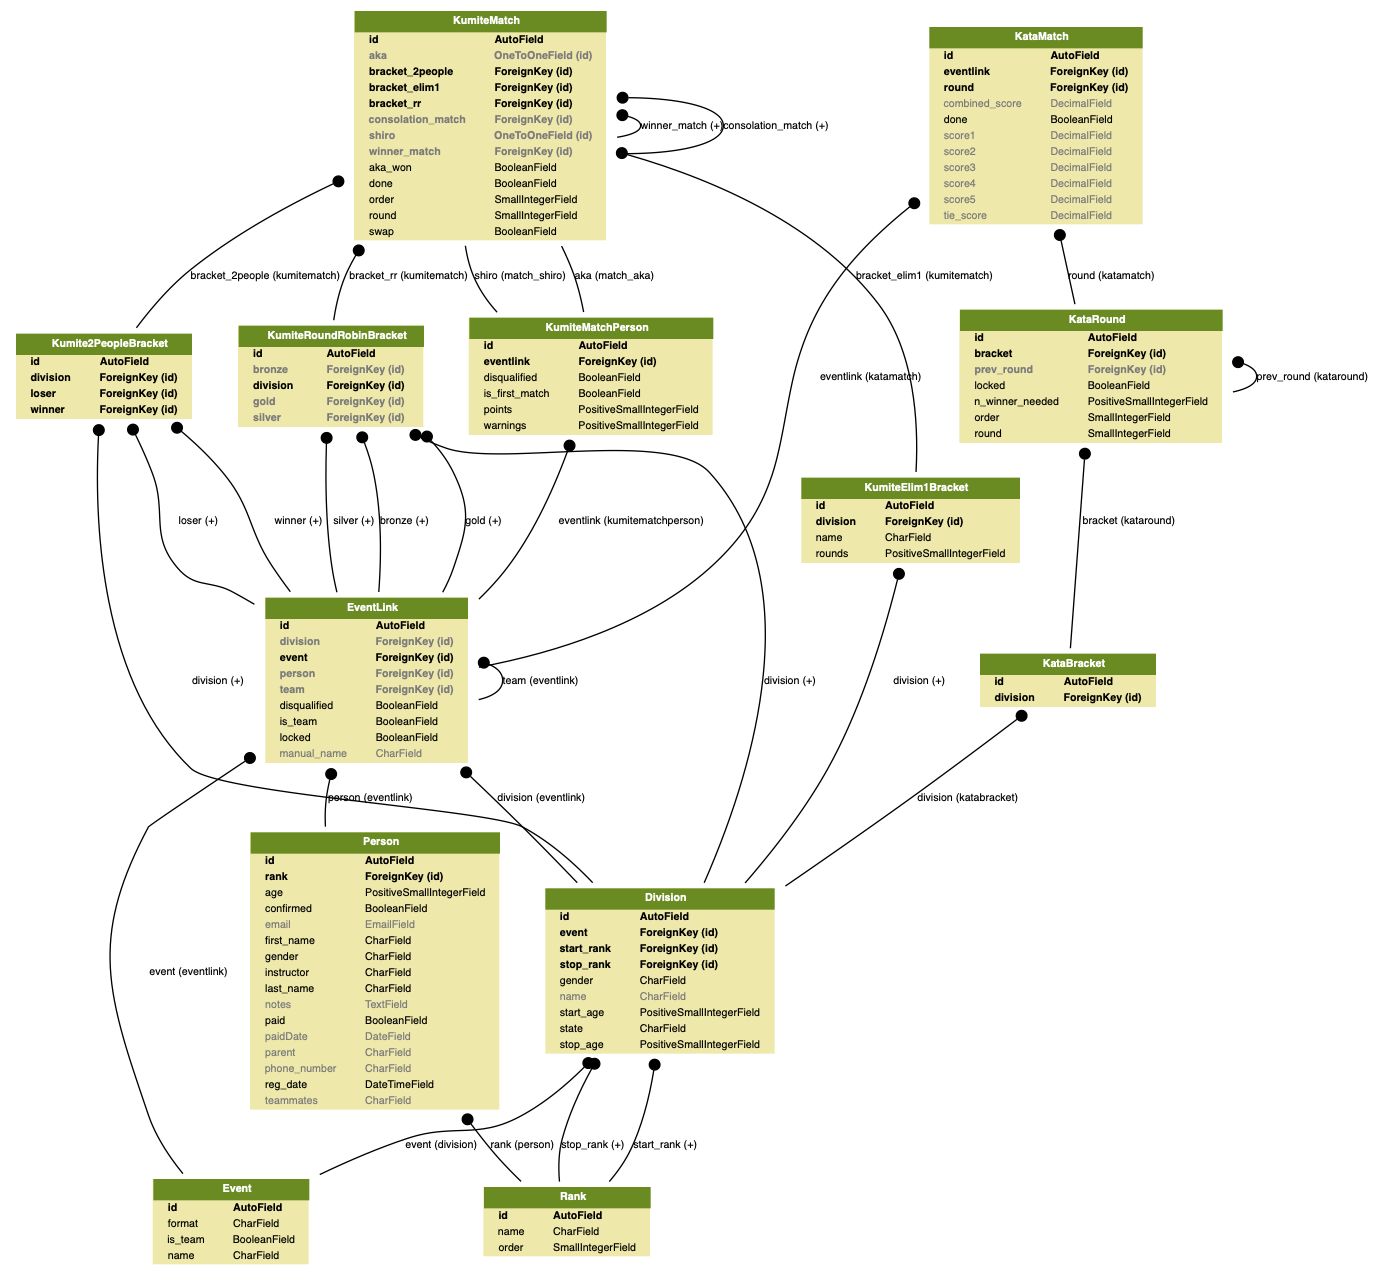 KumiteMatch
id AutoField
aka OneToOneField (id)
bracket_2people ForeignKey (id)
bracket_elim1 ForeignKey (id)
bracket_rr ForeignKey (id)
consolation_match ForeignKey (id)
shiro OneToOneField (id)
winner_match ForeignKey (id)
aka_won BooleanField
done BooleanField
order SmallIntegerField
round SmallIntegerField
swap BooleanField
KataMatch
id AutoField
eventlink ForeignKey (id)
round ForeignKey (id)
combined_score DecimalField
done BooleanField
score1 DecimalField
score2 DecimalField
score3 DecimalField
score4 DecimalField
score5 DecimalField
tie_score DecimalField
winner_match (+)
consolation_match (+)
bracket_2people (kumitematch)
bracket_rr (kumitematch)
shiro (match_shiro)
aka (match_aka)
bracket_elim1 (kumitematch)
round (katamatch)
Kumite2PeopleBracket
id AutoField
division ForeignKey (id)
loser ForeignKey (id)
winner ForeignKey (id)
KumiteRoundRobinBracket
id AutoField
bronze ForeignKey (id)
division ForeignKey (id)
gold ForeignKey (id)
silver ForeignKey (id)
KumiteMatchPerson
id AutoField
eventlink ForeignKey (id)
disqualified BooleanField
is_first_match BooleanField
points PositiveSmallIntegerField
warnings PositiveSmallIntegerField
eventlink (katamatch)
KataRound
id AutoField
bracket ForeignKey (id)
prev_round ForeignKey (id)
locked BooleanField
n_winner_needed PositiveSmallIntegerField
order SmallIntegerField
round SmallIntegerField
prev_round (kataround)
KumiteElim1Bracket
id AutoField
division ForeignKey (id)
name CharField
rounds PositiveSmallIntegerField
loser (+)
winner (+)
silver (+)
bronze (+)
gold (+)
eventlink (kumitematchperson)
bracket (kataround)
EventLink
id AutoField
division ForeignKey (id)
event ForeignKey (id)
person ForeignKey (id)
team ForeignKey (id)
disqualified BooleanField
is_team BooleanField
locked BooleanField
manual_name CharField
division (+)
team (eventlink)
division (+)
division (+)
KataBracket
id AutoField
division ForeignKey (id)
person (eventlink)
division (eventlink)
division (katabracket)
Person
id AutoField
rank ForeignKey (id)
age PositiveSmallIntegerField
confirmed BooleanField
email EmailField
first_name CharField
gender CharField
instructor CharField
last_name CharField
notes TextField
paid BooleanField
paidDate DateField
parent CharField
phone_number CharField
reg_date DateTimeField
teammates CharField
event (eventlink)
Division
id AutoField
event ForeignKey (id)
start_rank ForeignKey (id)
stop_rank ForeignKey (id)
gender CharField
name CharField
start_age PositiveSmallIntegerField
state CharField
stop_age PositiveSmallIntegerField
event (division)
rank (person)
stop_rank (+)
start_rank (+)
Event
id AutoField
format CharField
is_team BooleanField
name CharField
Rank
id AutoField
name CharField
order SmallIntegerField